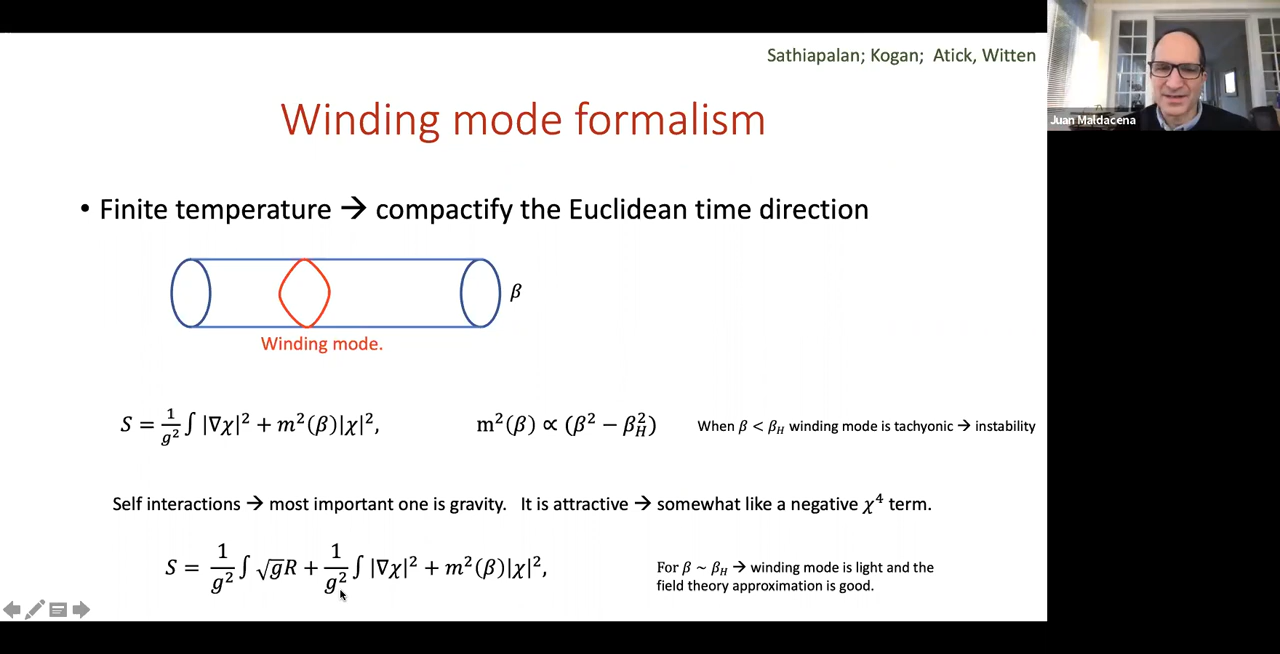 Sathiapalan; Kogan; Atick, Witten
Juan Maldacena
Winding mode formalism
• Finite temperature → compactify the Euclidean time direction
β
Winding mode.
S = 1/g² ∫ |∇χ|² + m²(β)|χ|², m²(β) ∝ (β² − β_H²) When β < β_H winding mode is tachyonic → instability
Self interactions → most important one is gravity. It is attractive → somewhat like a negative χ⁴ term.
S = 1/g² ∫ √g R + 1/g² ∫ |∇χ|² + m²(β)|χ|², For β ~ β_H → winding mode is light and the
field theory approximation is good.